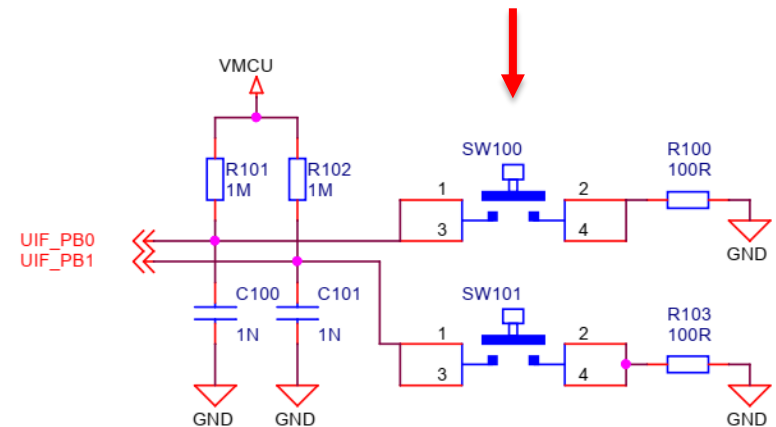 VMCU
SW100
R100
100R
R101
1M
R102
1M
1
2
3
4
UIF_PB0
UIF_PB1
GND
C100
1N
C101
1N
SW101
R103
100R
1
2
3
4
GND
GND
GND